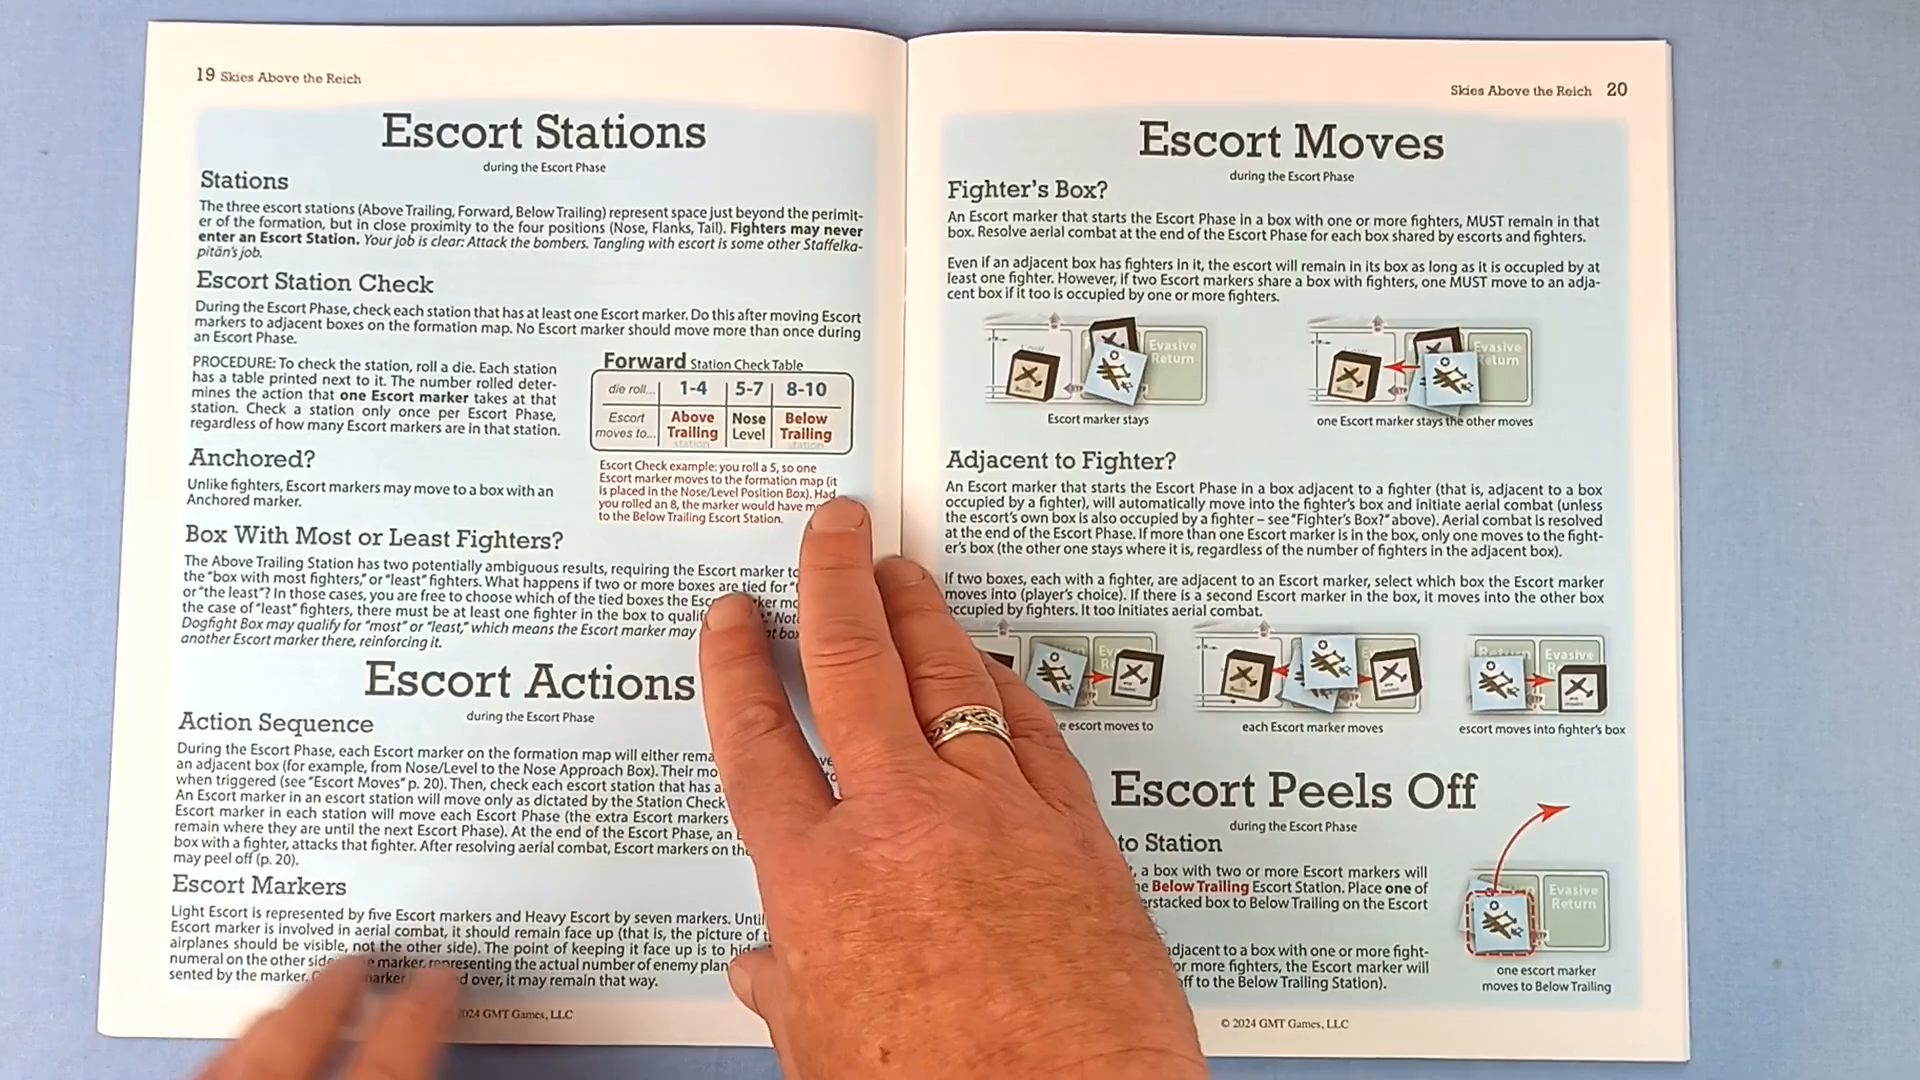 19 Skies Above the Reich
Escort Stations
during the Escort Phase
Stations
The three escort stations (Above Trailing, Forward, Below Trailing) represent space just beyond the perimit-
er of the formation, but in close proximity to the four positions (Nose, Flanks, Tail). Fighters may never
enter an Escort Station. Your job is clear: Attack the bombers. Tangling with escort is some other Staffelka-
pitän's job.
Escort Station Check
During the Escort Phase, check each station that has at least one Escort marker. Do this after moving Escort
markers to adjacent boxes on the formation map. No Escort marker should move more than once during
an Escort Phase.
PROCEDURE: To check the station, roll a die. Each station
has a table printed next to it. The number rolled deter-
mines the action that one Escort marker takes at that
station. Check a station only once per Escort Phase,
regardless of how many Escort markers are in that station.
Forward Station Check Table
die roll... 1-4 5-7 8-10
Escort Above Nose Below
moves to... Trailing Level Trailing
station station
Escort Check example: you roll a 5, so one
Escort marker moves to the formation map (it
is placed in the Nose/Level Position Box). Had
you rolled an 8, the marker would have
to the Below Trailing Escort Station.
Anchored?
Unlike fighters, Escort markers may move to a box with an
Anchored marker.
Box With Most or Least Fighters?
The Above Trailing Station has two potentially ambiguous results, requiring the Escort marker to
the "box with most fighters," or "least" fighters. What happens if two or more boxes are tied for
or "the least"? In those cases, you are free to choose which of the tied boxes the
the case of "least" fighters, there must be at least one fighter in the box to
Dogfight Box may qualify for "most" or "least," which means the Escort marker may
another Escort marker there, reinforcing it.
Escort Actions
during the Escort Phase
Action Sequence
During the Escort Phase, each Escort marker on the formation map will either
an adjacent box (for example, from Nose/Level to the Nose Approach Box). Their
when triggered (see "Escort Moves" p. 20). Then, check each escort station that has
An Escort marker in an escort station will move only as dictated by the Station Check
Escort marker in each station will move each Escort Phase (the extra Escort markers
remain where they are until the next Escort Phase). At the end of the Escort Phase, an
box with a fighter, attacks that fighter. After resolving aerial combat, Escort markers on the
may peel off (p. 20).
Escort Markers
Light Escort is represented by five Escort markers and Heavy Escort by seven markers. Until
Escort marker is involved in aerial combat, it should remain face up (that is, the picture of
airplanes should be visible, not the other side). The point of keeping it face up is to
numeral on the other marker, representing the actual number of enemy
sented by the marker. over, it may remain that way.
2024 GMT Games, LLC
Skies Above the Reich 20
Escort Moves
during the Escort Phase
Fighter's Box?
An Escort marker that starts the Escort Phase in a box with one or more fighters, MUST remain in that
box. Resolve aerial combat at the end of the Escort Phase for each box shared by escorts and fighters.
Even if an adjacent box has fighters in it, the escort will remain in its box as long as it is occupied by at
least one fighter. However, if two Escort markers share a box with fighters, one MUST move to an adja-
cent box if it too is occupied by one or more fighters.
Evasive
Return
Evasive
Escort marker stays
one Escort marker stays the other moves
Adjacent to Fighter?
An Escort marker that starts the Escort Phase in a box adjacent to a fighter (that is, adjacent to a box
occupied by a fighter), will automatically move into the fighter's box and initiate aerial combat (unless
the escort's own box is also occupied by a fighter – see "Fighter's Box?" above). Aerial combat is resolved
at the end of the Escort Phase. If more than one Escort marker is in the box, only one moves to the fight-
er's box (the other one stays where it is, regardless of the number of fighters in the adjacent box).
If two boxes, each with a fighter, are adjacent to an Escort marker, select which box the Escort marker
moves into (player's choice). If there is a second Escort marker in the box, it moves into the other box
occupied by fighters. It too initiates aerial combat.
Evasive
escort moves to
each Escort marker moves
escort moves into fighter's box
Escort Peels Off
during the Escort Phase
to Station
a box with two or more Escort markers will
Below Trailing Escort Station. Place one of
box to Below Trailing on the Escort
adjacent to a box with one or more fight-
or more fighters, the Escort marker will
to the Below Trailing Station).
Evasive
Return
one escort marker
moves to Below Trailing
© 2024 GMT Games, LLC